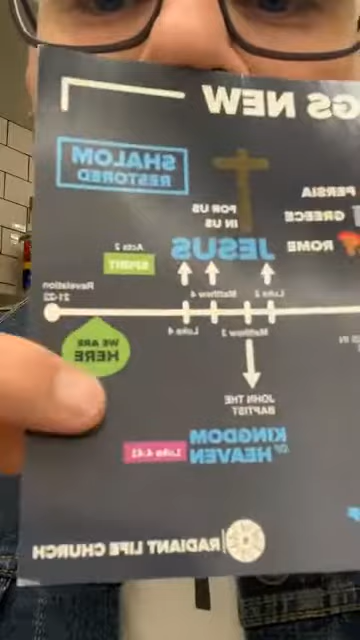 GS NEW
SHALOM
RESTORED
PERSIA
GREECE
ROME
FOR US
IN US
JESUS
Acts 2
SPIRIT
Revelation
21-22
Matthew 4
Luke 2
Luke 4
Matthew 3
WE ARE
HERE
JOHN THE
BAPTIST
KINGDOM
OF HEAVEN
Luke 4:43
RADIANT LIFE CHURCH